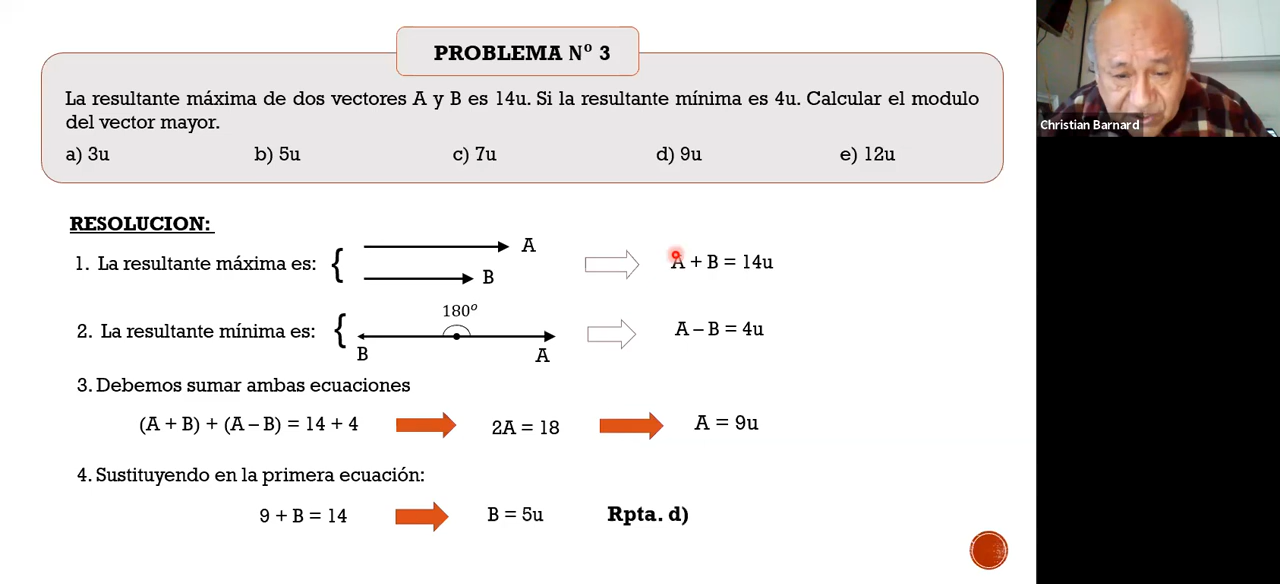 PROBLEMA Nº 3
La resultante máxima de dos vectores A y B es 14u. Si la resultante mínima es 4u. Calcular el modulo
del vector mayor.
a) 3u b) 5u c) 7u d) 9u e) 12u
Christian Barnard
RESOLUCION:
1. La resultante máxima es: { A B A + B = 14u
2. La resultante mínima es: { 180º B A A – B = 4u
3. Debemos sumar ambas ecuaciones
(A + B) + (A – B) = 14 + 4 2A = 18 A = 9u
4. Sustituyendo en la primera ecuación:
9 + B = 14 B = 5u Rpta. d)